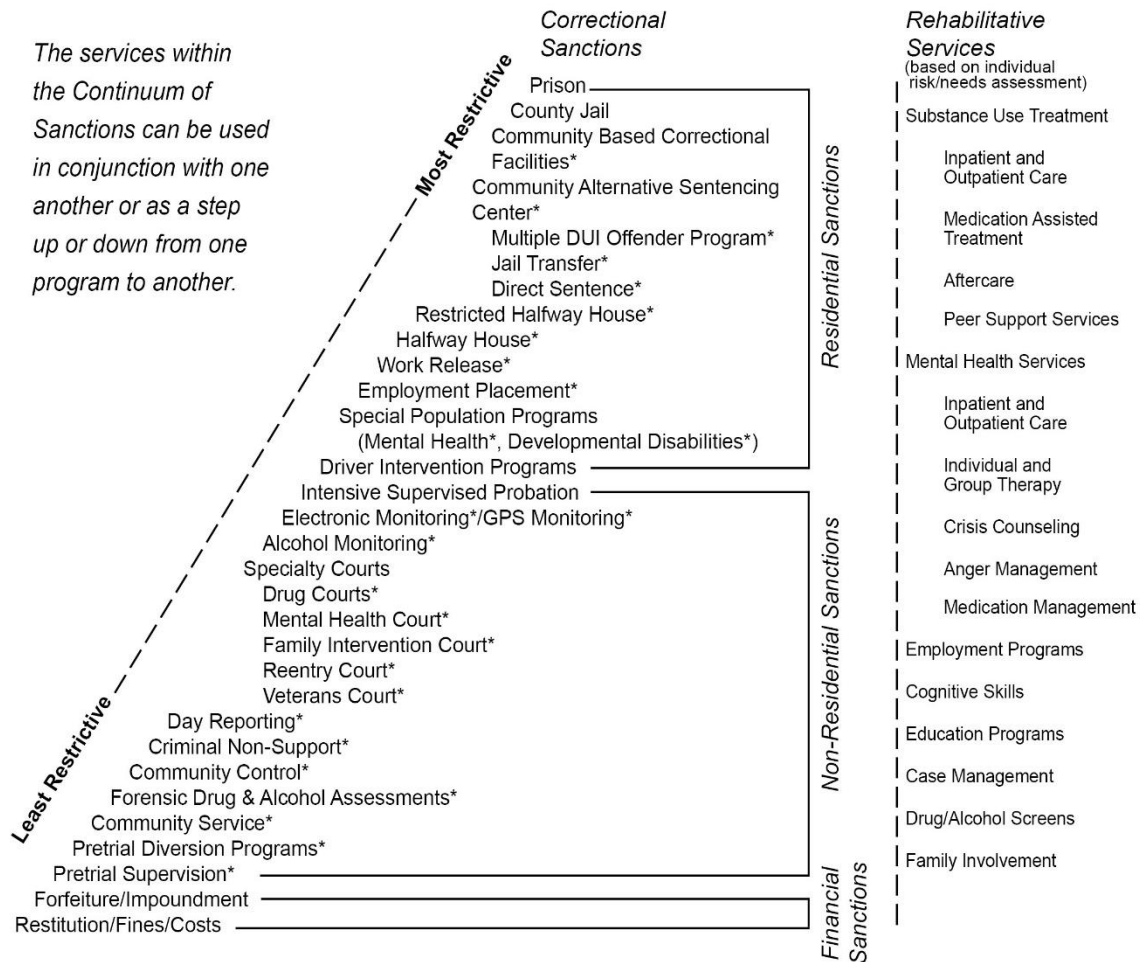 The services within
the Continuum of
Sanctions can be used
in conjunction with one
another or as a step
up or down from one
program to another.
Least Restrictive
Most Restrictive
Correctional
Sanctions
Prison
County Jail
Community Based Correctional
Facilities*
Community Alternative Sentencing
Center*
Multiple DUI Offender Program*
Jail Transfer*
Direct Sentence*
Restricted Halfway House*
Halfway House*
Work Release*
Employment Placement*
Special Population Programs
(Mental Health*, Developmental Disabilities*)
Driver Intervention Programs
Intensive Supervised Probation
Electronic Monitoring*/GPS Monitoring*
Alcohol Monitoring*
Specialty Courts
Drug Courts*
Mental Health Court*
Family Intervention Court*
Reentry Court*
Veterans Court*
Day Reporting*
Criminal Non-Support*
Community Control*
Forensic Drug & Alcohol Assessments*
Community Service*
Pretrial Diversion Programs*
Pretrial Supervision*
Forfeiture/Impoundment
Restitution/Fines/Costs
Residential Sanctions
Non-Residential Sanctions
Financial
Sanctions
Rehabilitative
Services
(based on individual
risk/needs assessment)
Substance Use Treatment
Inpatient and
Outpatient Care
Medication Assisted
Treatment
Aftercare
Peer Support Services
Mental Health Services
Inpatient and
Outpatient Care
Individual and
Group Therapy
Crisis Counseling
Anger Management
Medication Management
Employment Programs
Cognitive Skills
Education Programs
Case Management
Drug/Alcohol Screens
Family Involvement